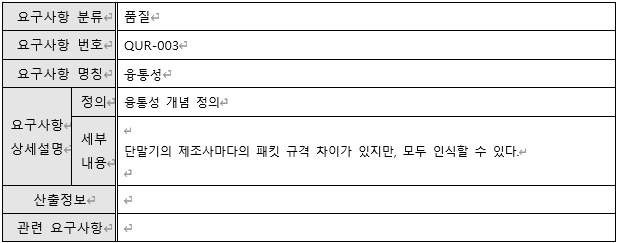 요구사항 분류 품질
요구사항 번호 QUR-003
요구사항 명칭 융통성
요구사항 상세설명 정의 융통성 개념 정의
세부 내용
단말기의 제조사마다의 패킷 규격 차이가 있지만, 모두 인식할 수 있다.
산출정보
관련 요구사항